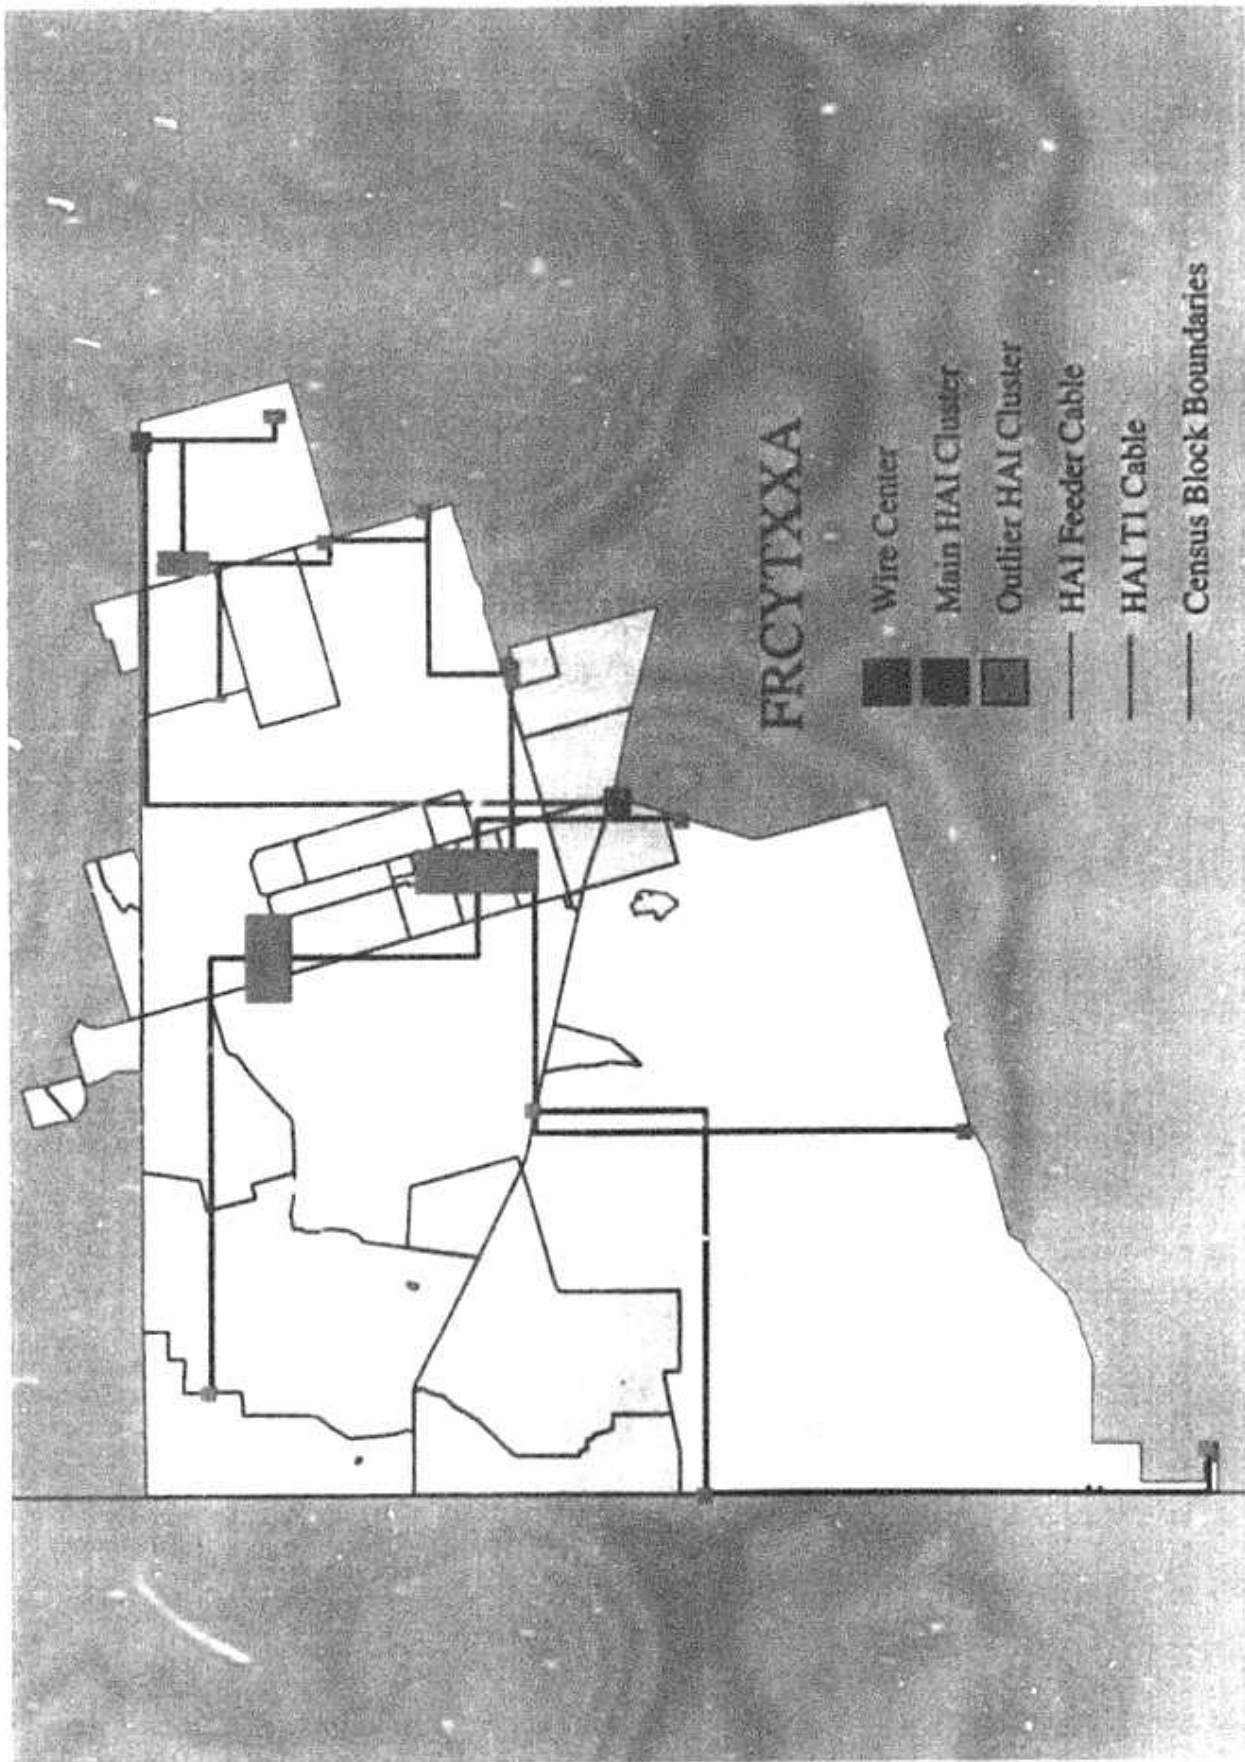 FRCYTXXA
Wire Center
Main HAI Cluster
Outlier HAI Cluster
HAI Feeder Cable
HAI T1 Cable
Census Block Boundaries